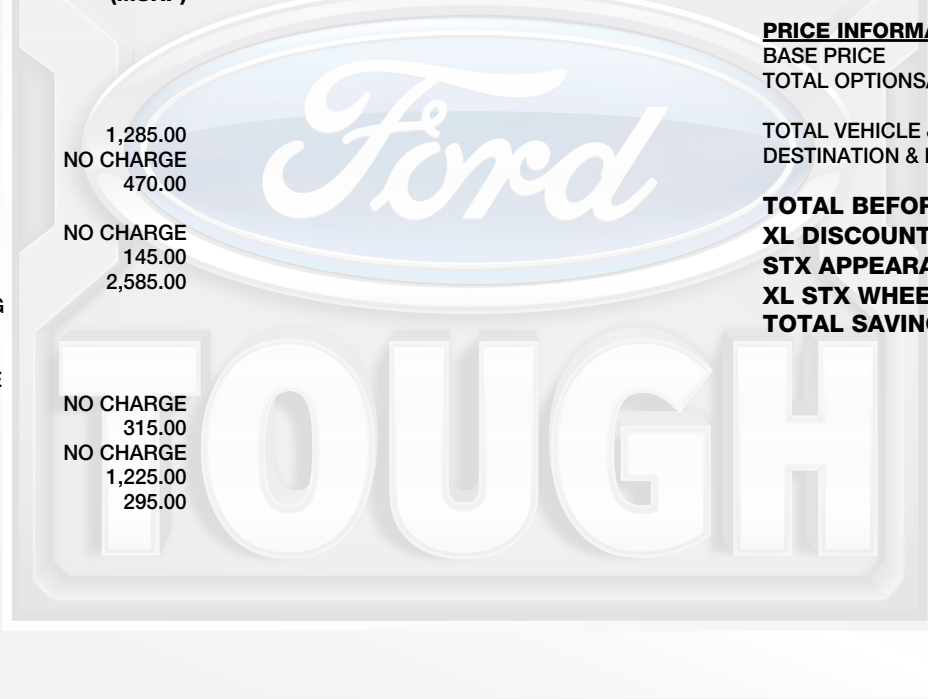 (MSRP)
1,285.00
NO CHARGE
470.00
NO CHARGE
145.00
2,585.00
NO CHARGE
315.00
NO CHARGE
1,225.00
295.00
Ford
TOUGH
PRICE INFORMA
BASE PRICE
TOTAL OPTIONS/
TOTAL VEHICLE &
DESTINATION &
TOTAL BEFOR
XL DISCOUNT
STX APPEARA
XL STX WHEE
TOTAL SAVING